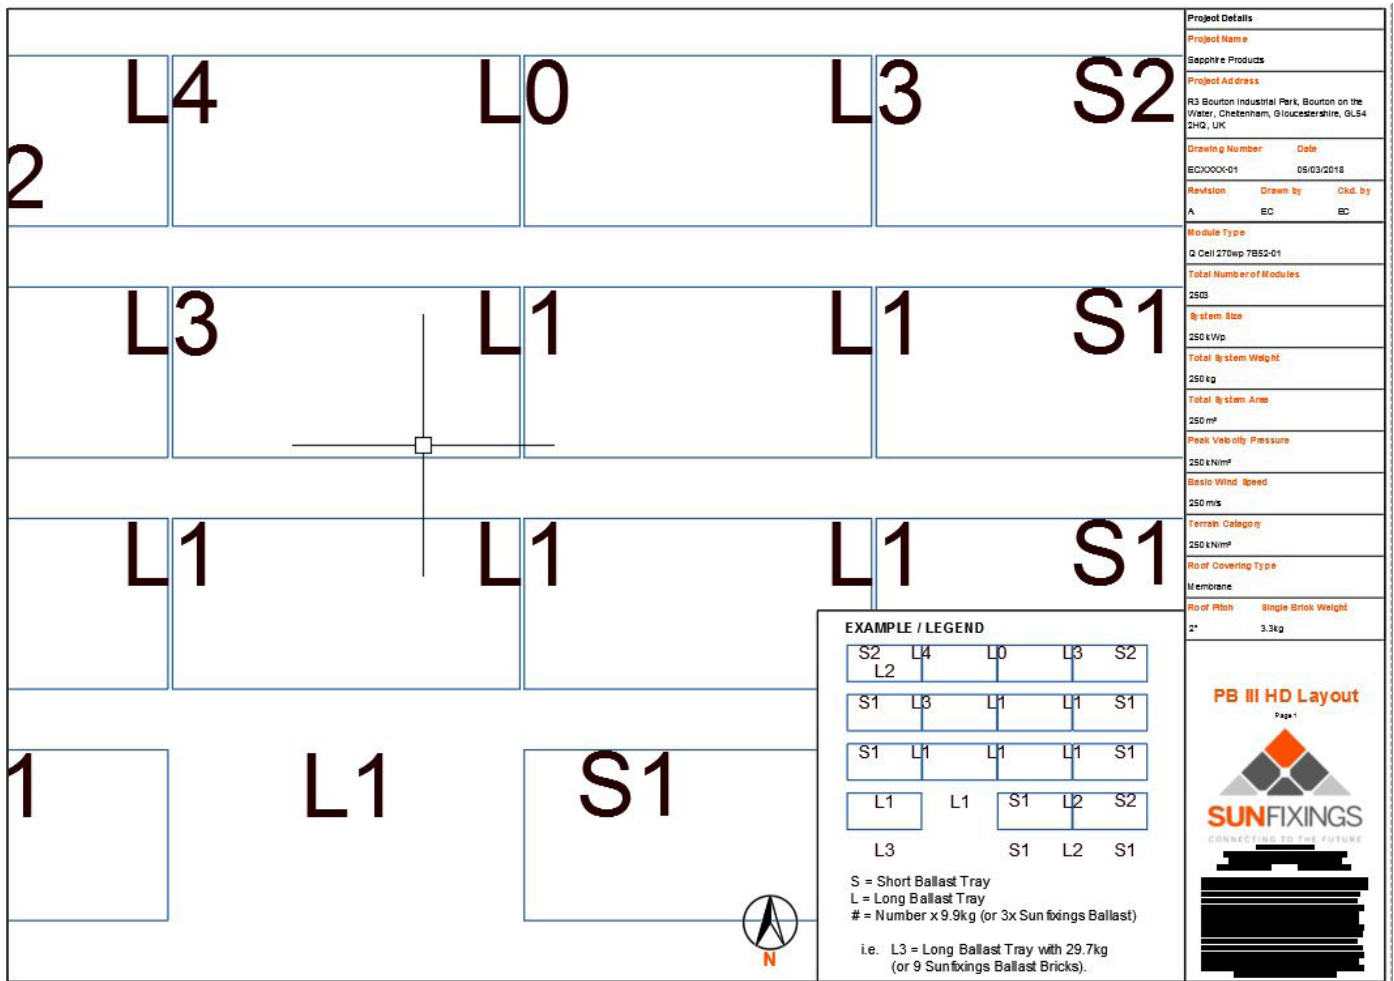 L4 L0 L3 S2
2
L3 L1 L1 S1
L1 L1 L1 S1
1 L1 S1
EXAMPLE / LEGEND
S2 L4 L0 L3 S2
L2
S1 L3 L1 L1 S1
S1 L1 L1 L1 S1
L1 L1 S1 L2 S2
L3 S1 L2 S1
S = Short Ballast Tray
L = Long Ballast Tray
# = Number x 9.9kg (or 3x Sunfixings Ballast)
i.e. L3 = Long Ballast Tray with 29.7kg
(or 9 Sunfixings Ballast Bricks).
N
Project Details
Project Name
Sapphire Products
Project Address
R3 Bourton Industrial Park, Bourton on the
Water, Cheltenham, Gloucestershire, GL54
2HQ, UK
Drawing Number Date
ECXXXX-01 05/03/2018
Revision Drawn by Ckd. by
A EC EC
Module Type
Q Cell 270wp 7BS2-01
Total Number of Modules
2503
System Size
250 kWp
Total System Weight
250 kg
Total System Area
250 m²
Peak Velocity Pressure
250 kN/m²
Basic Wind Speed
250 m/s
Terrain Category
250 kN/m²
Roof Covering Type
Membrane
Roof Pitch Single Brick Weight
2° 3.3kg
PB III HD Layout
Page 1
SUNFIXINGS
CONNECTING TO THE FUTURE